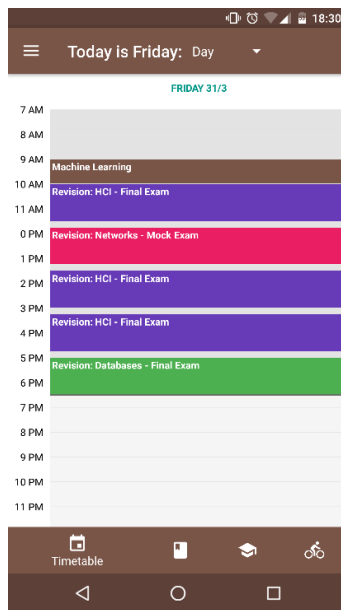 18:30
Today is Friday: Day
FRIDAY 31/3
7 AM
8 AM
9 AM
Machine Learning
10 AM
Revision: HCI - Final Exam
11 AM
0 PM
Revision: Networks - Mock Exam
1 PM
2 PM
Revision: HCI - Final Exam
3 PM
Revision: HCI - Final Exam
4 PM
5 PM
Revision: Databases - Final Exam
6 PM
7 PM
8 PM
9 PM
10 PM
11 PM
Timetable